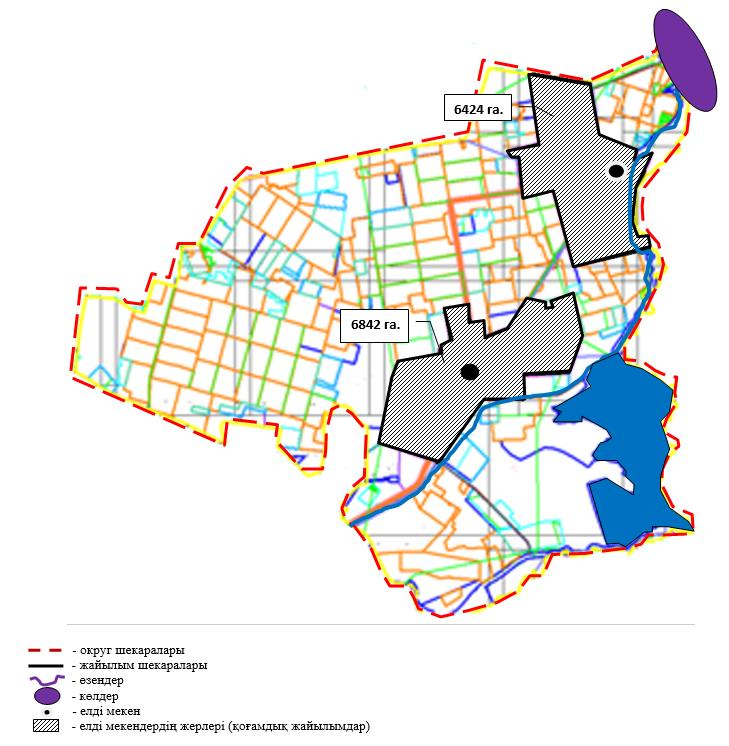 6424 га.
6842 га.
- округ шекаралары
- жайылым шекаралары
- өзендер
- көлдер
- елді мекен
- елді мекендердің жерлері (қоғамдық жайылымдар)